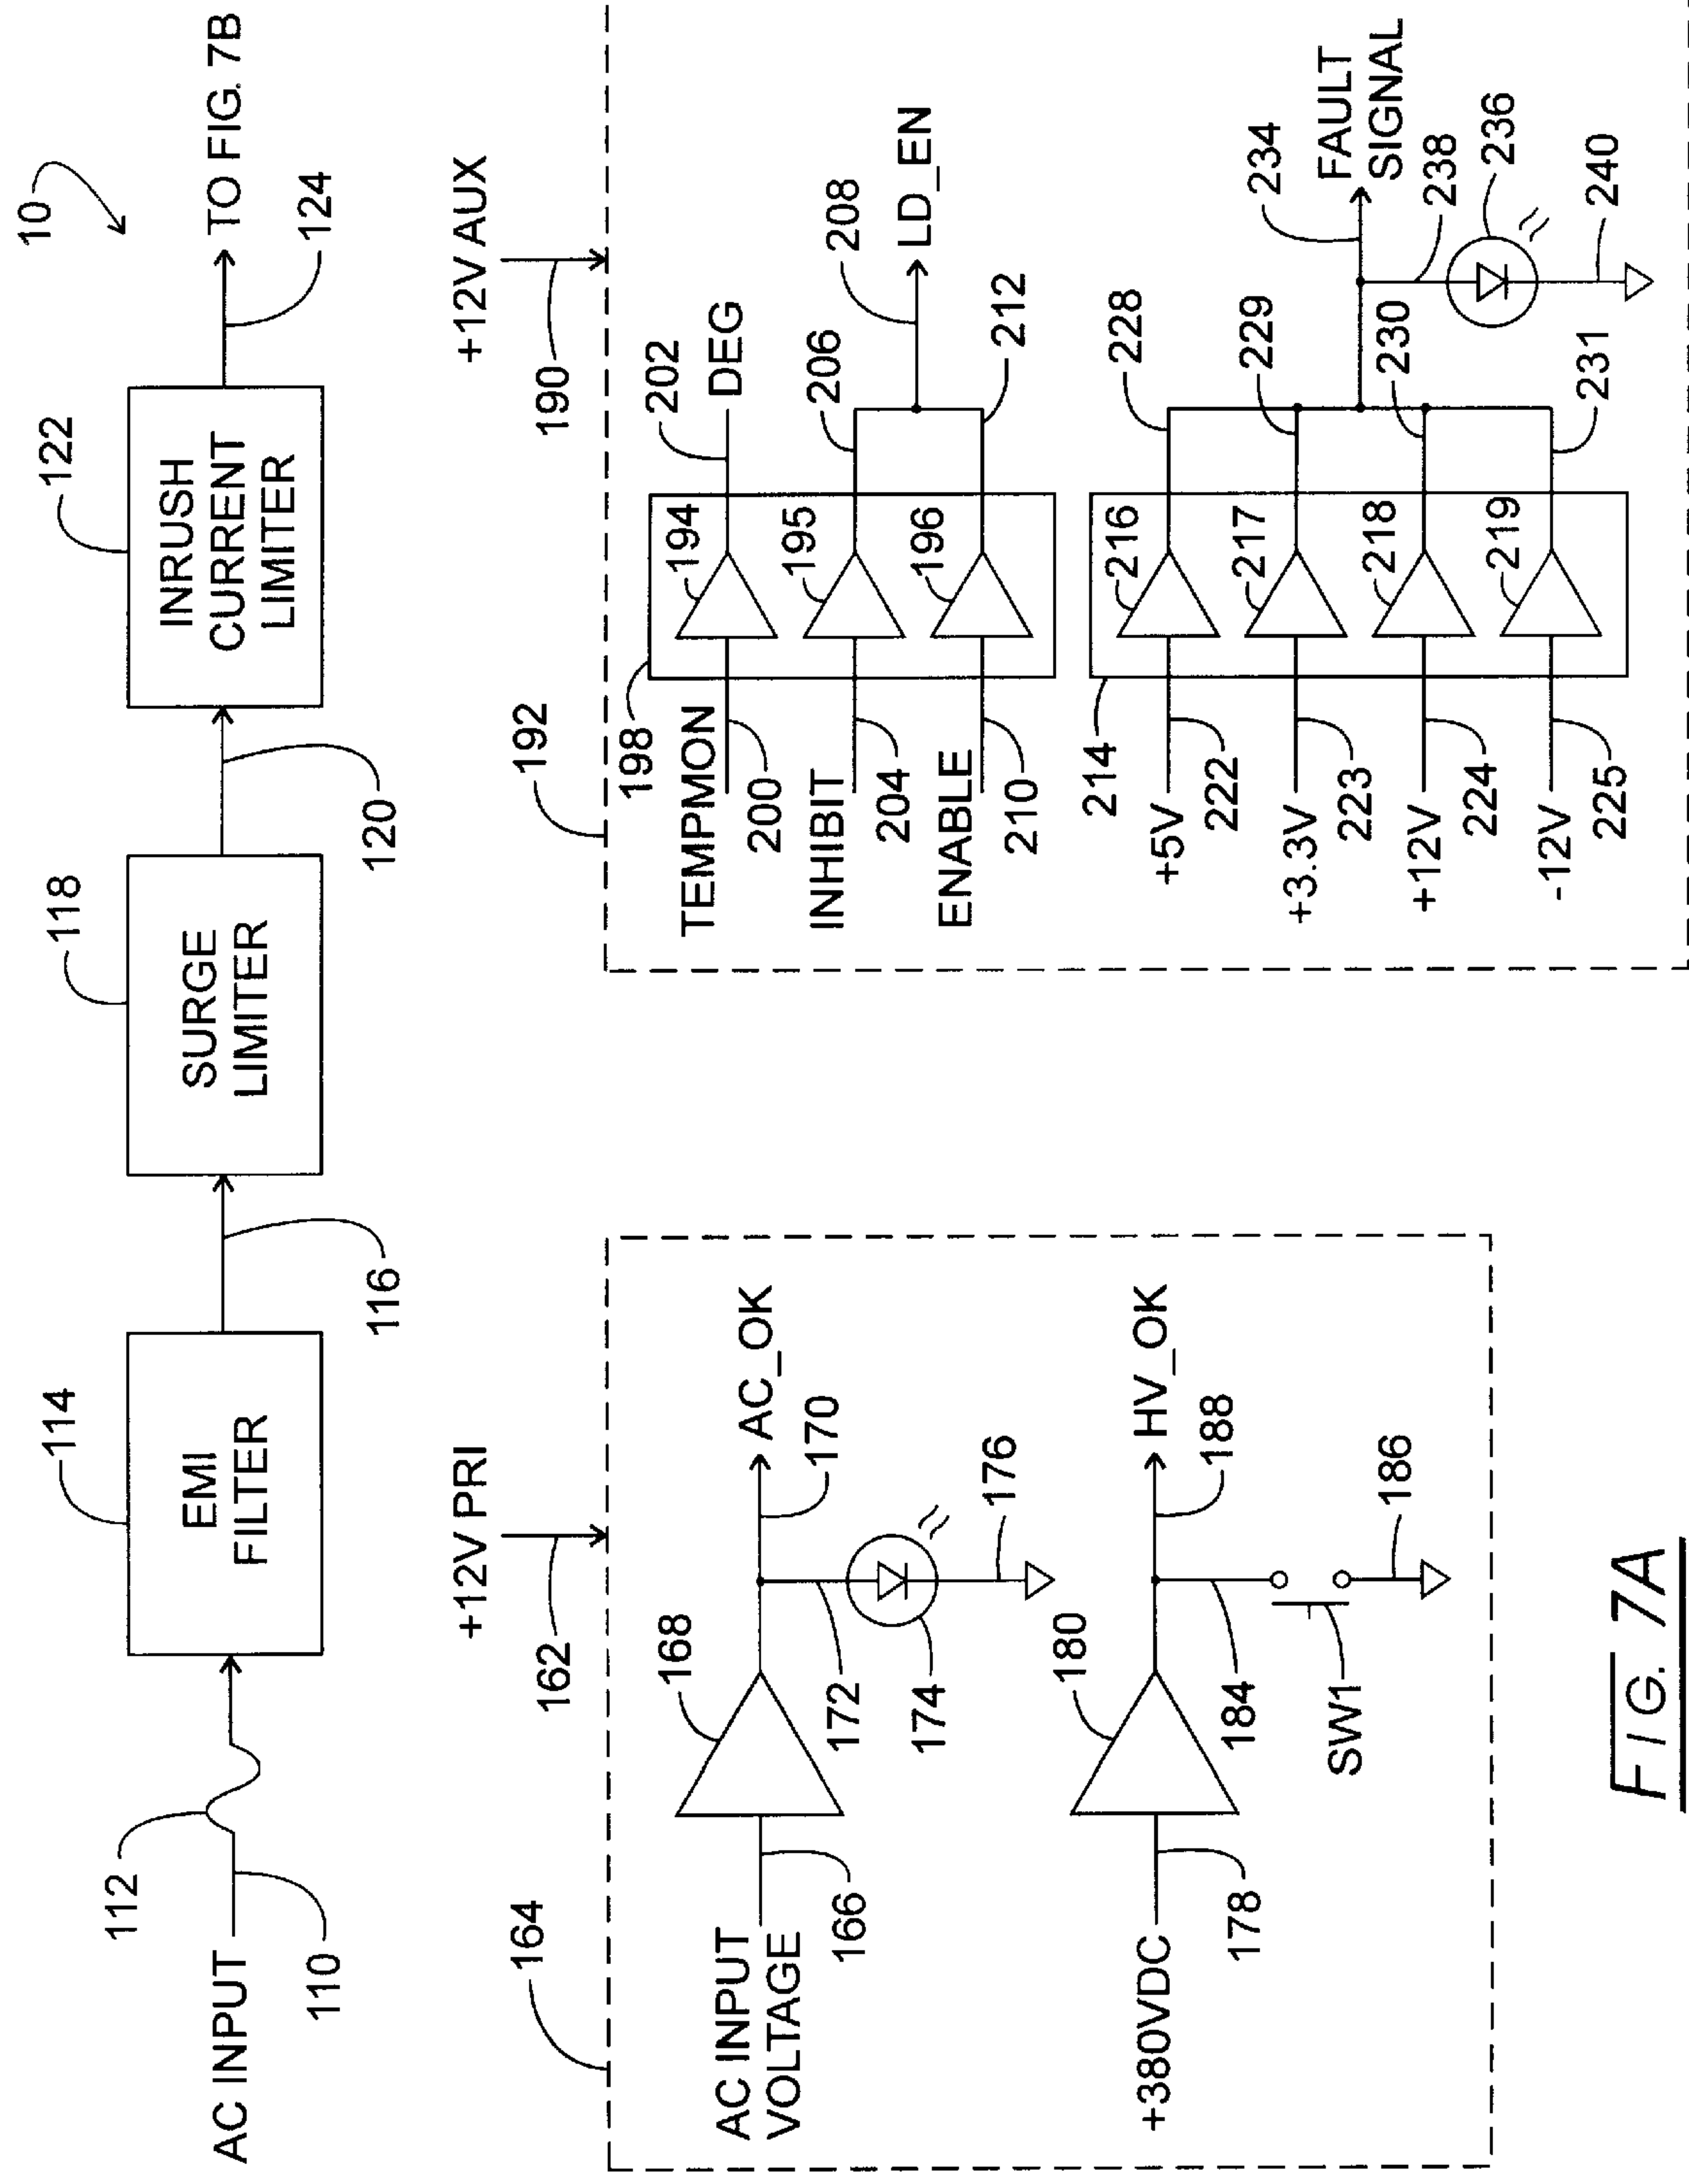 10
AC INPUT
110
112
114
EMI
FILTER
116
118
SURGE
LIMITER
120
122
INRUSH
CURRENT
LIMITER
124
TO FIG. 7B
+12V PRI
162
164
AC INPUT
VOLTAGE
166
168
AC_OK
170
172
174
176
+380VDC
178
180
HV_OK
188
184
SW1
186
+12V AUX
190
192
198
TEMPMON
200
194
202
DEG
INHIBIT
204
195
206
208
LD_EN
ENABLE
210
196
212
214
+5V
222
216
228
+3.3V
223
217
229
+12V
224
218
230
-12V
225
219
231
234
FAULT
SIGNAL
238
236
240
FIG. 7A